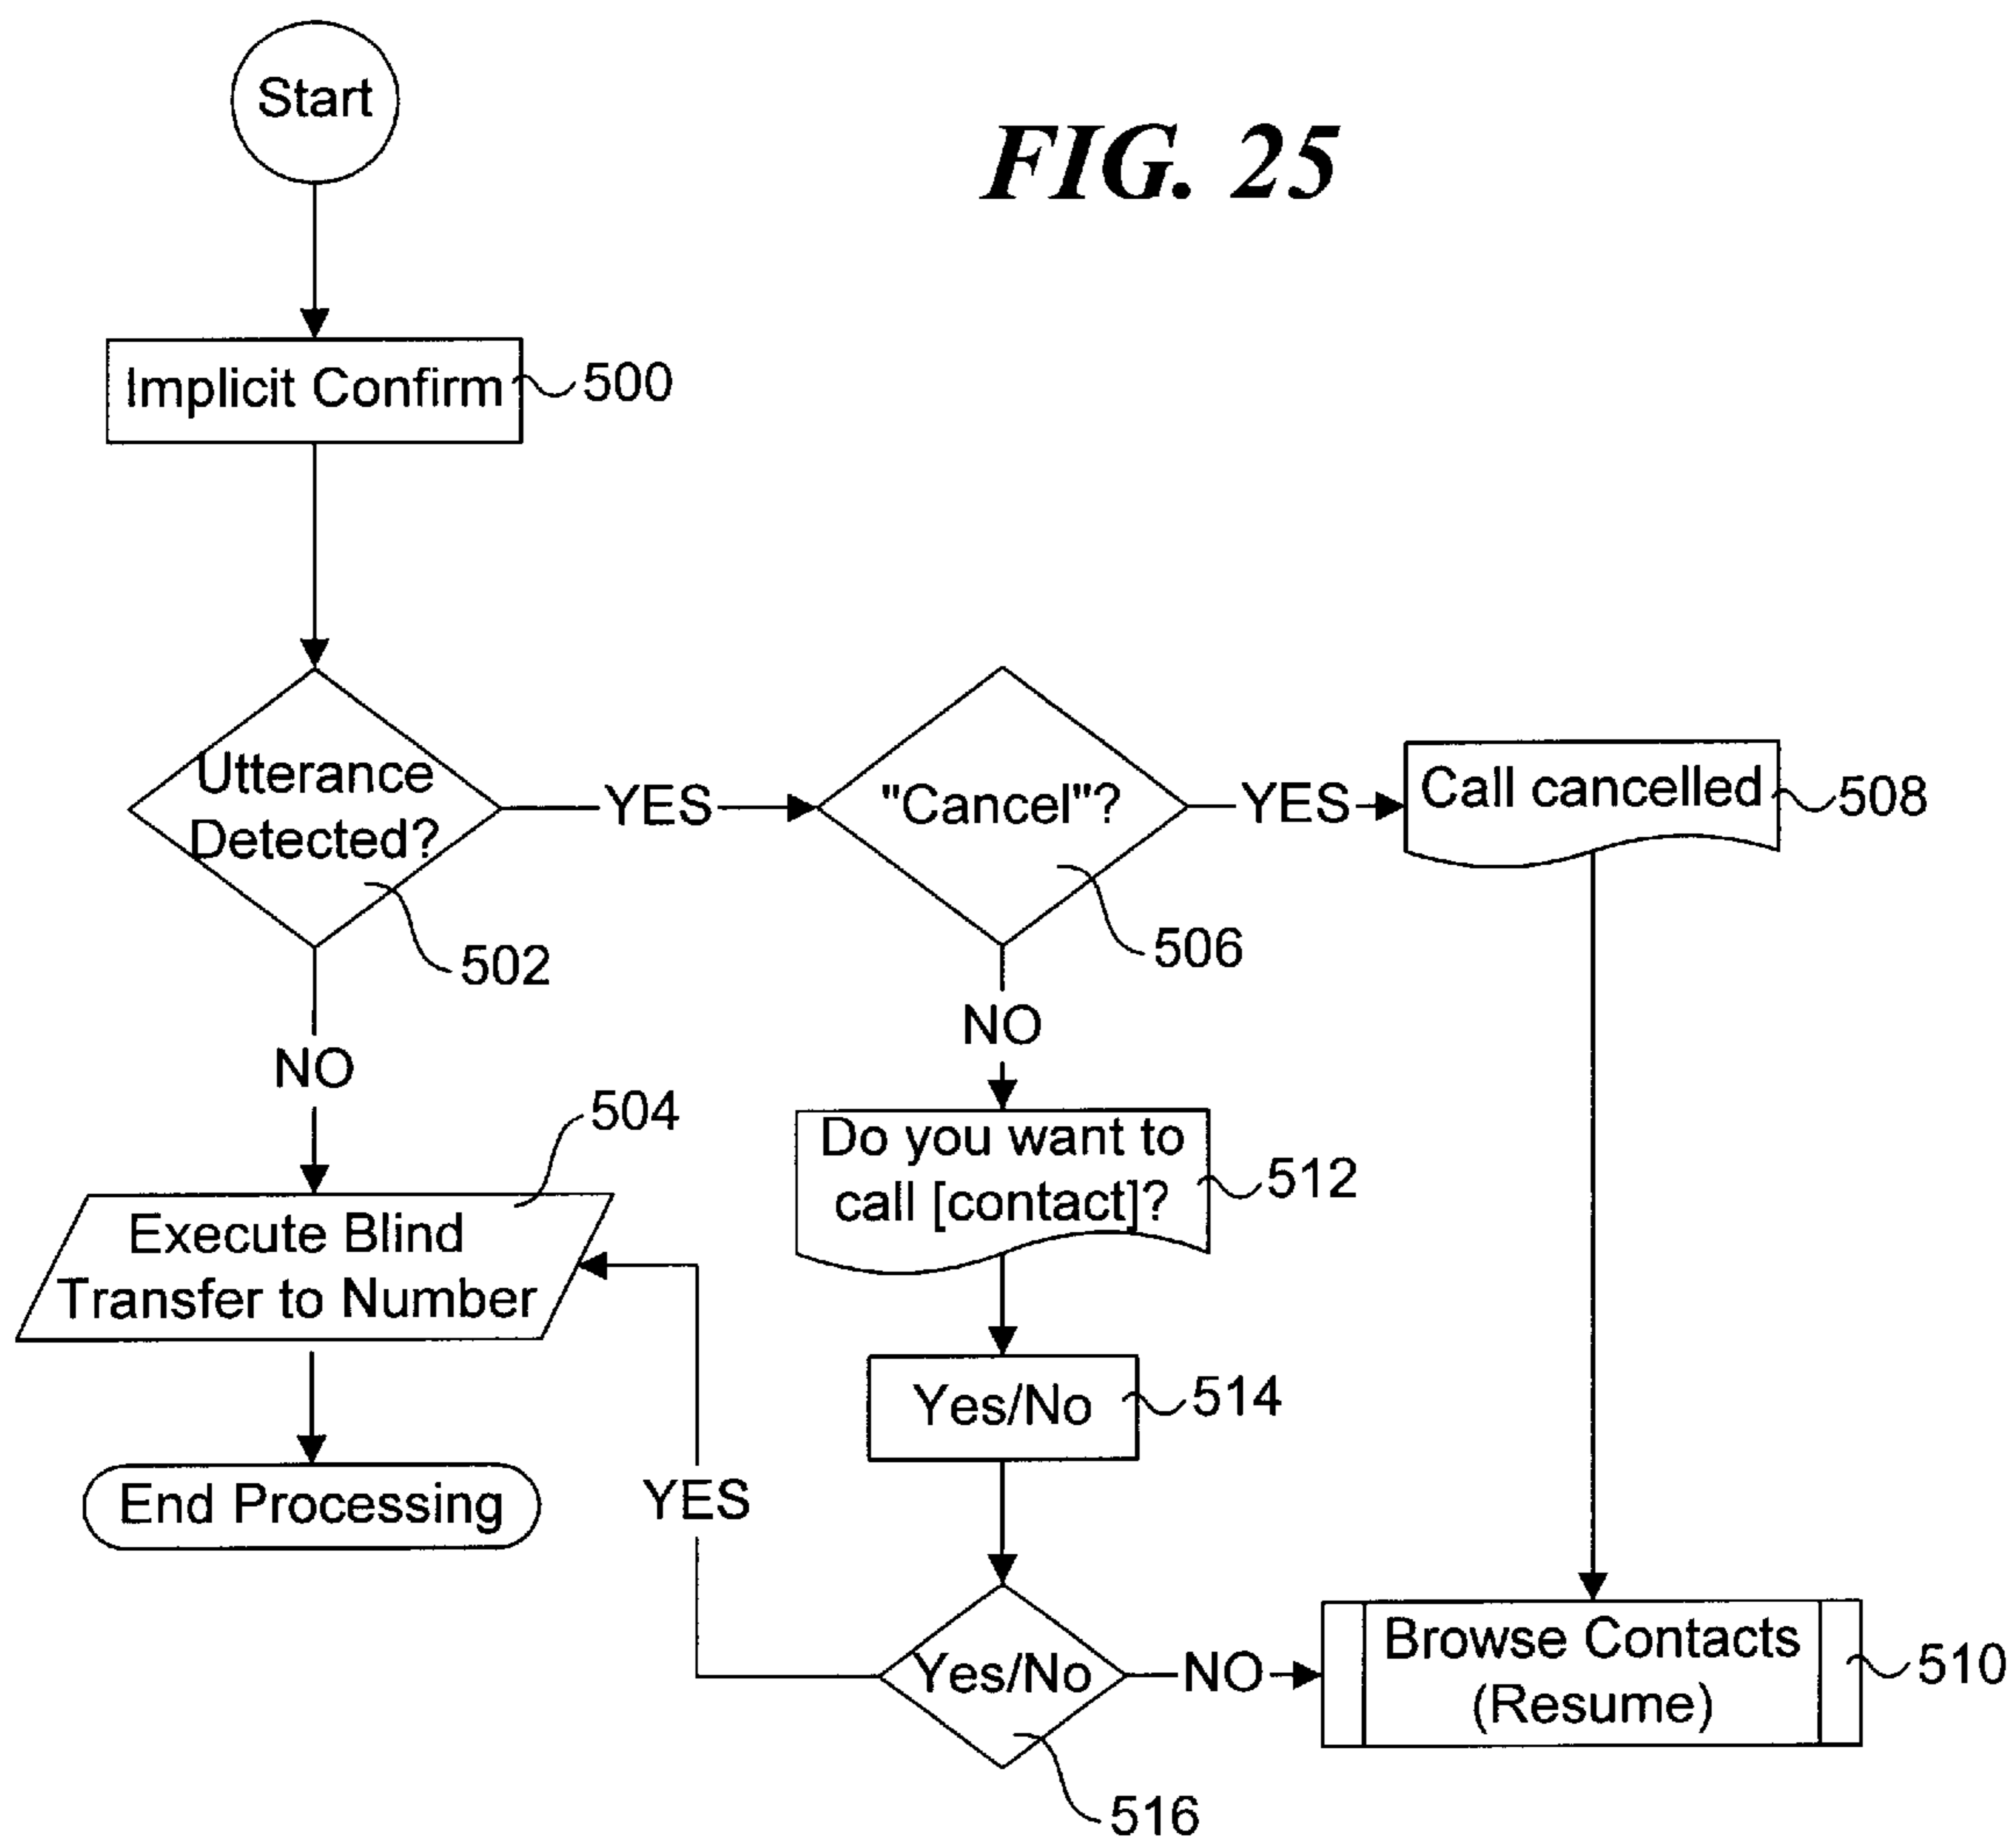 Start
FIG. 25
Implicit Confirm
500
Utterance
Detected?
502
YES
"Cancel"?
506
YES
Call cancelled
508
NO
NO
504
Execute Blind
Transfer to Number
Do you want to
call [contact]?
512
Yes/No
514
End Processing
YES
Yes/No
516
NO
Browse Contacts
(Resume)
510